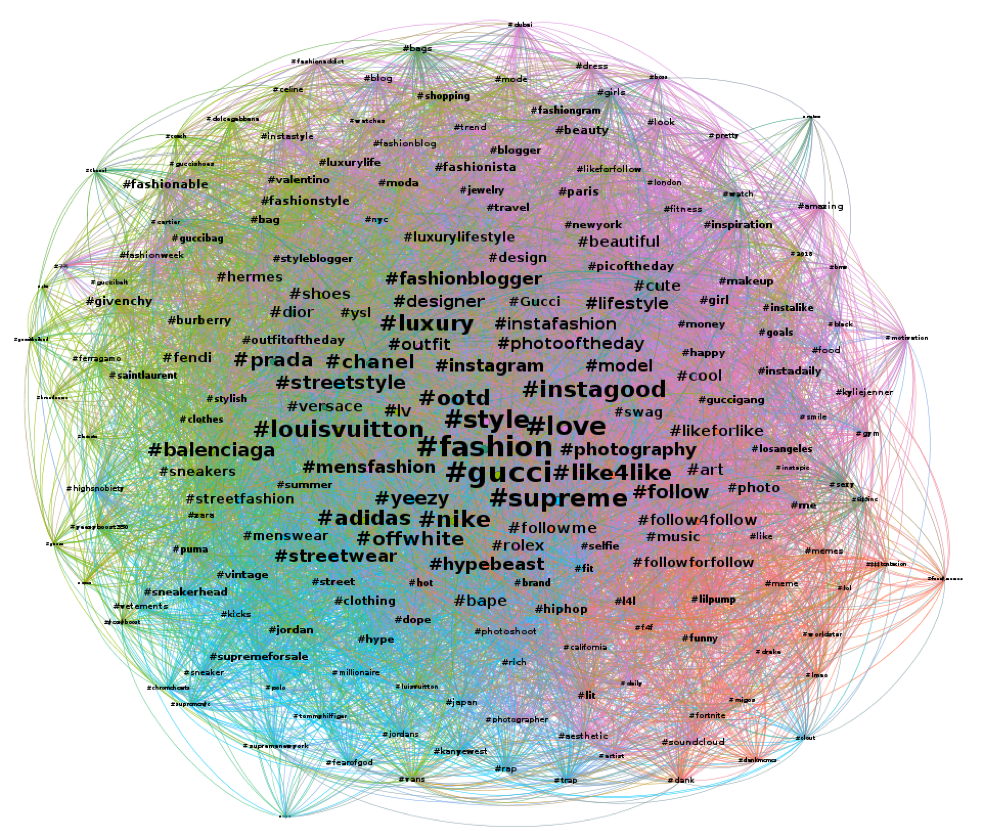 #dubai
#bags
#fashionaddict
#dress
#blog
#mode
#boss
#celine
#girls
#shopping
#fashiongram
#dolcegabbana
#watches
#look
#trend
#beauty
#coach
#instastyle
#pretty
#fashionblog
#blogger
#guccishoes
#luxurylife
#fashionista
#likeforfollow
#chanel
#fashionable
#valentino
#moda
#london
#jewelry
#paris
#watch
#fashionstyle
#travel
#fitness
#amazing
#cartier
#bag
#nyc
#newyork
#inspiration
#guccibag
#luxurylifestyle
#beautiful
#fashionweek
#styleblogger
#design
#2018
#picoftheday
#bmw
#hermes
#fashionblogger
#guccibelt
#makeup
#cute
#shoes
#givenchy
#designer
#Gucci
#lifestyle
#girl
#instalike
#dior
#ysl
#burberry
#luxury
#instafashion
#money
#black
#goals
#outfitoftheday
#outfit
#photooftheday
#motivation
#food
#happy
#ferragamo
#fendi
#prada
#chanel
#instagram
#model
#saintlaurent
#cool
#instadaily
#streetstyle
#instagood
#kyliejenner
#stylish
#ootd
#guccigang
#versace
#lv
#swag
#smile
#clothes
#style
#love
#louisvuitton
#likeforlike
#gym
#fashion
#balenciaga
#photography
#losangeles
#mensfashion
#instapic
#sneakers
#gucci
#like4like
#art
#summer
#sexy
#highsnobiety
#photo
#follow
#streetfashion
#yeezy
#supreme
#me
#zara
#adidas
#nike
#follow4follow
#yeezyboost350
#followme
#menswear
#offwhite
#music
#like
#rolex
#selfie
#puma
#memes
#streetwear
#hypebeast
#followforfollow
#fit
#vintage
#street
#hot
#brand
#meme
#lol
#sneakerhead
#clothing
#bape
#l4l
#lilpump
#vetements
#hiphop
#kicks
#dope
#jordan
#photoshoot
#f4f
#hype
#funny
#worldstar
#california
#drake
#supremeforsale
#rich
#sneaker
#millionaire
#lmao
#daily
#polo
#luisvuitton
#lit
#migos
#japan
#tommyhilfiger
#photographer
#fortnite
#jordans
#aesthetic
#clout
#supremenewyork
#soundcloud
#kanyewest
#artist
#fearofgod
#dankmemes
#rap
#vans
#trap
#dank